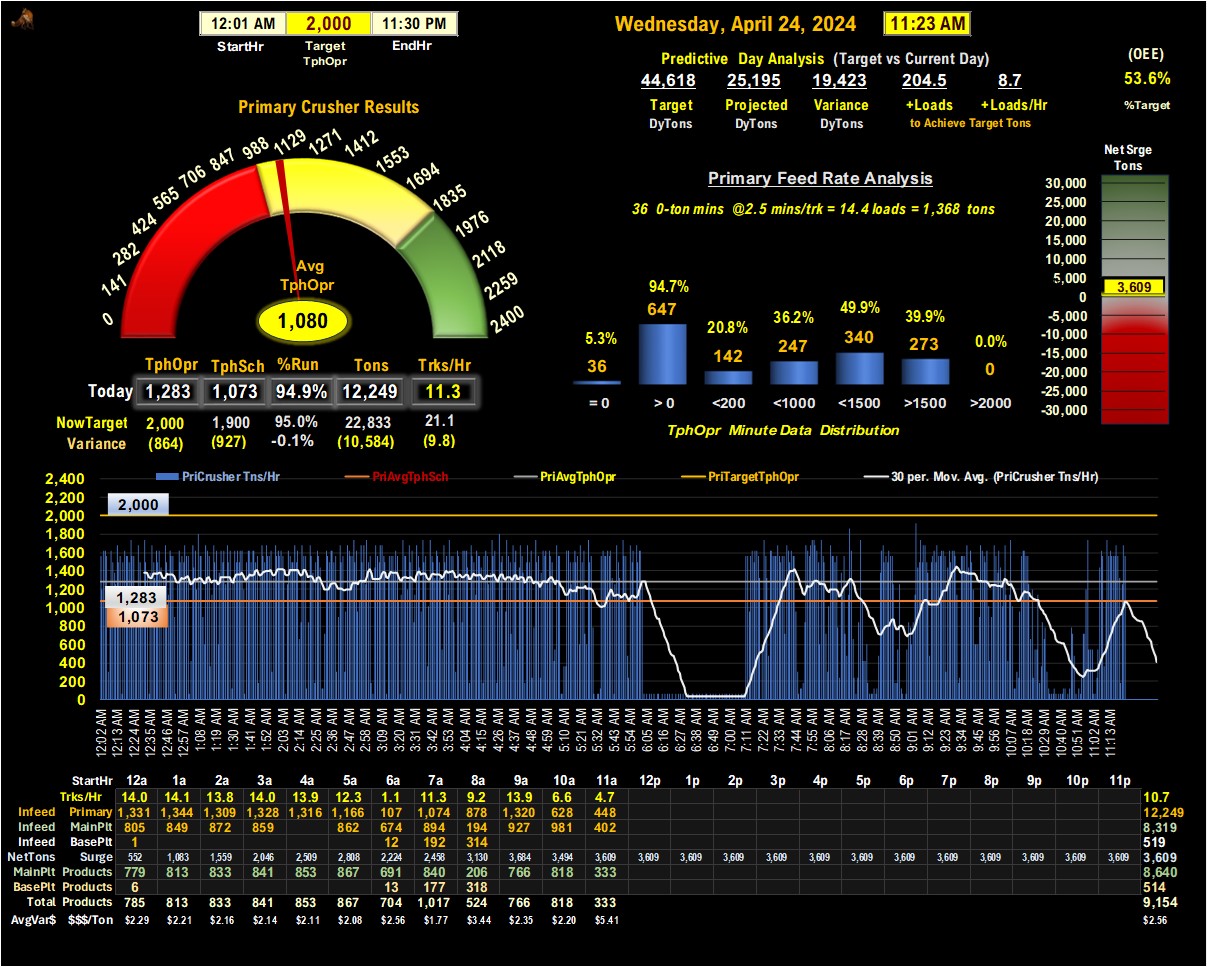 12:01 AM 2,000 11:30 PM
StartHr Target TphOpr EndHr
Wednesday, April 24, 2024 11:23 AM
Predictive Day Analysis (Target vs Current Day)
44,618 25,195 19,423 204.5 8.7
Target Projected Variance +Loads +Loads/Hr
DyTons DyTons DyTons to Achieve Target Tons
(OEE)
53.6%
%Target
Primary Crusher Results
0 141 282 424 565 706 847 988 1129 1271 1412 1553 1694 1835 1976 2118 2259 2400
Avg
TphOpr
1,080
TphOpr TphSch %Run Tons Trks/Hr
Today 1,283 1,073 94.9% 12,249 11.3
NowTarget 2,000 1,900 95.0% 22,833 21.1
Variance (864) (927) -0.1% (10,584) (9.8)
Primary Feed Rate Analysis
36 0-ton mins @2.5 mins/trk = 14.4 loads = 1,368 tons
5.3% 94.7% 20.8% 36.2% 49.9% 39.9% 0.0%
36 647 142 247 340 273 0
= 0 > 0 <200 <1000 <1500 >1500 >2000
TphOpr Minute Data Distribution
Net Srge
Tons
30,000
25,000
20,000
15,000
10,000
5,000
3,609
0
-5,000
-10,000
-15,000
-20,000
-25,000
-30,000
PriCrusher Tns/Hr PriAvgTphSch PriAvgTphOpr PriTargetTphOpr 30 per. Mov. Avg. (PriCrusher Tns/Hr)
2,400
2,200
2,000
1,800
1,600
1,400
1,200
1,000
800
600
400
200
0
2,000
1,283
1,073
12:02 AM 12:13 AM 12:24 AM 12:35 AM 12:46 AM 12:57 AM 1:08 AM 1:19 AM 1:30 AM 1:41 AM 1:52 AM 2:03 AM 2:14 AM 2:25 AM 2:36 AM 2:47 AM 2:58 AM 3:09 AM 3:20 AM 3:31 AM 3:42 AM 3:53 AM 4:04 AM 4:15 AM 4:26 AM 4:37 AM 4:48 AM 4:59 AM 5:10 AM 5:21 AM 5:32 AM 5:43 AM 5:54 AM 6:05 AM 6:16 AM 6:27 AM 6:38 AM 6:49 AM 7:00 AM 7:11 AM 7:22 AM 7:33 AM 7:44 AM 7:55 AM 8:06 AM 8:17 AM 8:28 AM 8:39 AM 8:50 AM 9:01 AM 9:12 AM 9:23 AM 9:34 AM 9:45 AM 9:56 AM 10:07 AM 10:18 AM 10:29 AM 10:40 AM 10:51 AM 11:02 AM 11:13 AM
StartHr 12a 1a 2a 3a 4a 5a 6a 7a 8a 9a 10a 11a 12p 1p 2p 3p 4p 5p 6p 7p 8p 9p 10p 11p
Trks/Hr 14.0 14.1 13.8 14.0 13.9 12.3 1.1 11.3 9.2 13.9 6.6 4.7 10.7
Infeed Primary 1,331 1,344 1,309 1,328 1,316 1,166 107 1,074 878 1,320 628 448 12,249
Infeed MainPlt 805 849 872 859 862 674 894 194 927 981 402 8,319
Infeed BasePlt 1 12 192 314 519
NetTons Surge 552 1,083 1,559 2,046 2,509 2,808 2,224 2,458 3,130 3,684 3,494 3,609 3,609 3,609 3,609 3,609 3,609 3,609 3,609 3,609 3,609 3,609 3,609 3,609 3,609
MainPlt Products 779 813 833 841 853 867 691 840 206 766 818 333 8,640
BasePlt Products 6 13 177 318 514
Total Products 785 813 833 841 853 867 704 1,017 524 766 818 333 9,154
AvgVar$ $$$/Ton $2.29 $2.21 $2.16 $2.14 $2.11 $2.08 $2.56 $1.77 $3.44 $2.35 $2.20 $5.41 $2.56